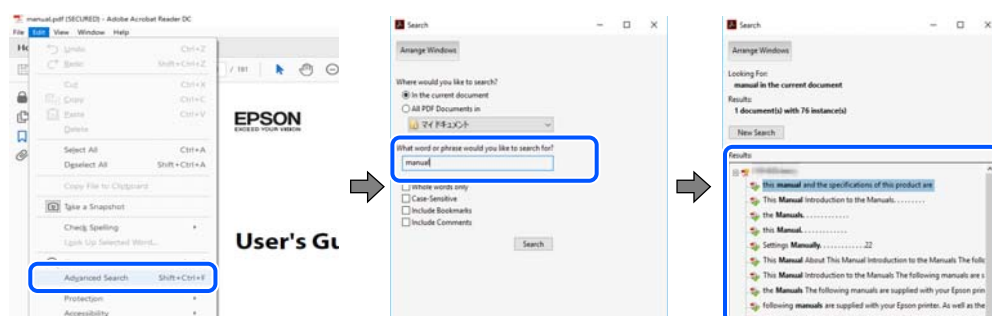 manual.pdf (SECURED) - Adobe Acrobat Reader DC
File Edit View Window Help
Undo Ctrl+Z
Redo Shift+Ctrl+Z
Cut Ctrl+X
Copy Ctrl+C
Paste Ctrl+V
Delete
Select All Ctrl+A
Deselect All Shift+Ctrl+A
Copy File to Clipboard
Take a Snapshot
Check Spelling
Look Up Selected Word...
Advanced Search Shift+Ctrl+F
Protection
Accessibility
/ 181
EPSON
EXCEED YOUR VISION
User's Gu
Search
Arrange Windows
Where would you like to search?
In the current document
All PDF Documents in
マイ ドキュメント
What word or phrase would you like to search for?
manual
Whole words only
Case-Sensitive
Include Bookmarks
Include Comments
Search
Search
Arrange Windows
Looking For:
manual in the current document
Results:
1 document(s) with 76 instance(s)
New Search
Results:
this manual and the specifications of this product are
This Manual Introduction to the Manuals. . . . . . . .
the Manuals. . . . . . . . . . . .
this Manual. . . . . . . . . . . .
Settings Manually. . . . . . . . . . . .22
This Manual About This Manual Introduction to the Manuals The follo
This Manual Introduction to the Manuals The following manuals are s
the Manuals The following manuals are supplied with your Epson prin
following manuals are supplied with your Epson printer. As well as the